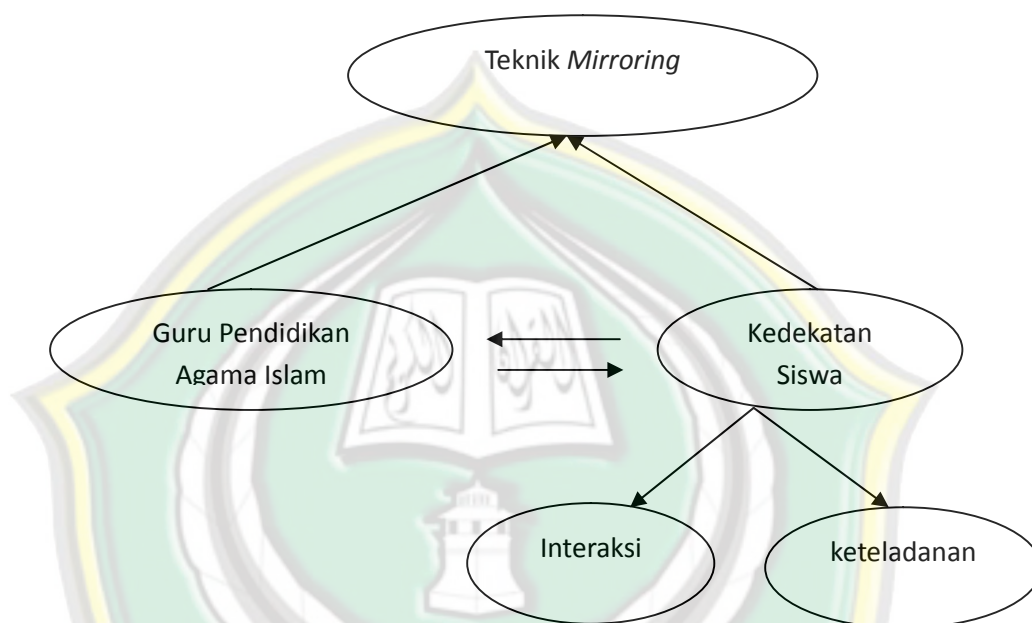 Teknik Mirroring
Guru Pendidikan
Agama Islam
Kedekatan
Siswa
Interaksi
keteladanan